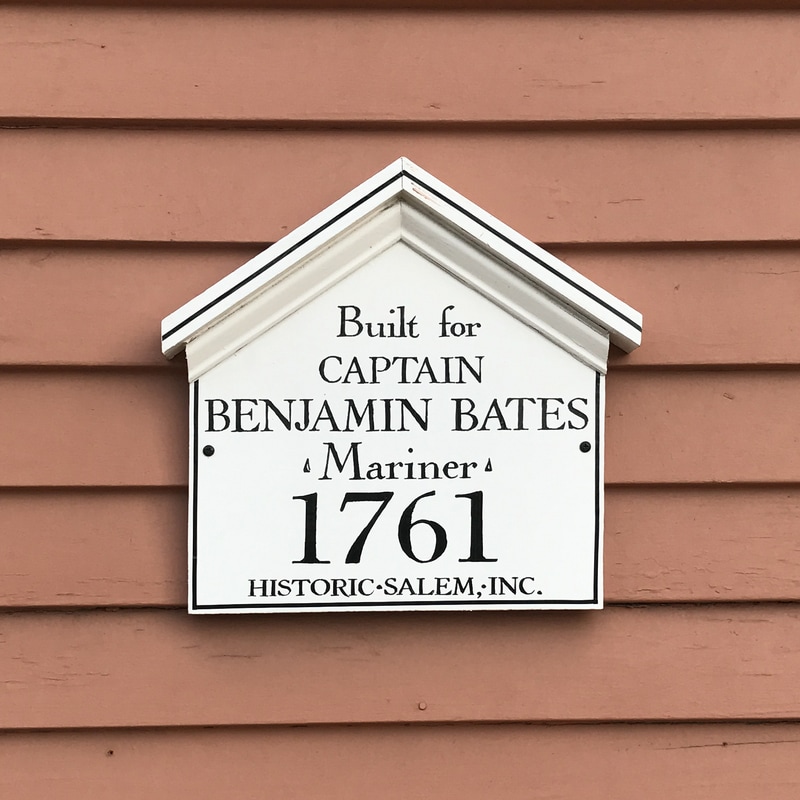 Built for
CAPTAIN
BENJAMIN BATES
Mariner
1761
HISTORIC·SALEM,·INC.